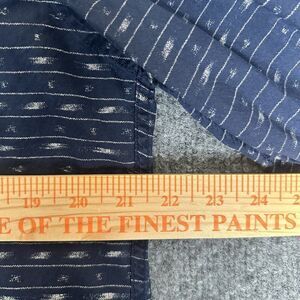 19 20 21 22 23 24
E OF THE FINEST PAINTS